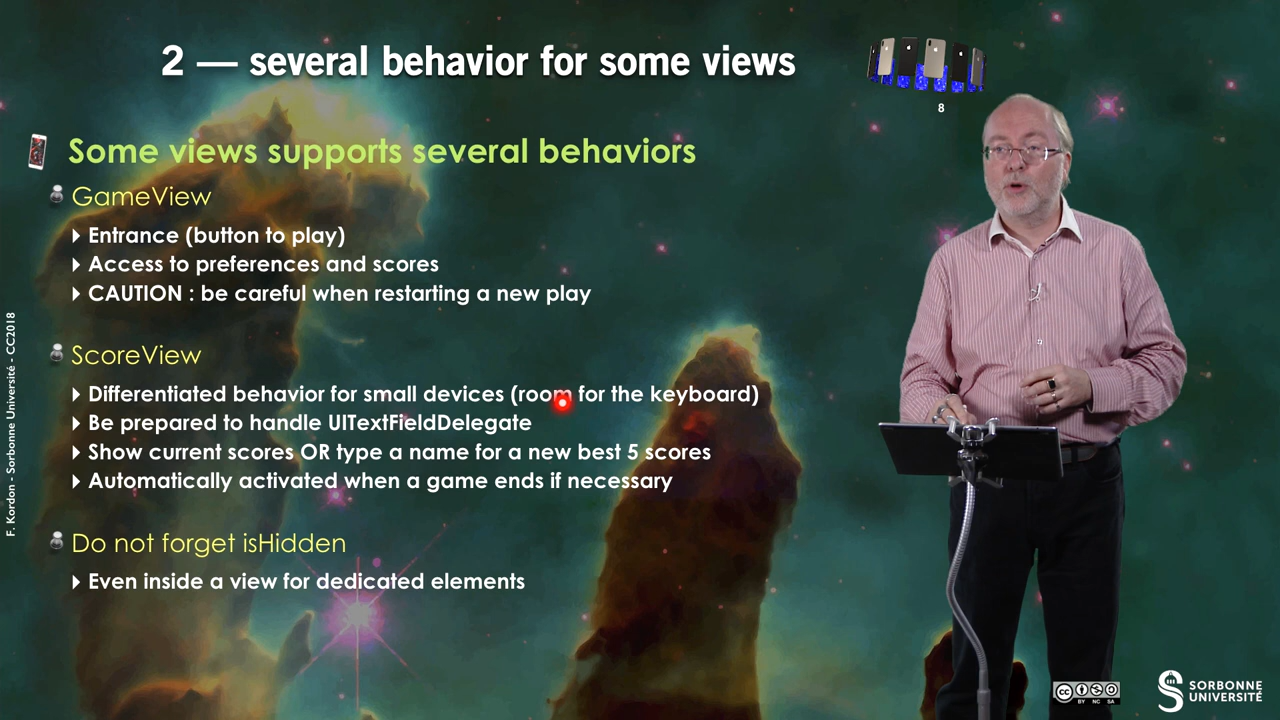 2 — several behavior for some views
8
Some views supports several behaviors
GameView
Entrance (button to play)
Access to preferences and scores
CAUTION : be careful when restarting a new play
ScoreView
Differentiated behavior for small devices (room for the keyboard)
Be prepared to handle UITextFieldDelegate
Show current scores OR type a name for a new best 5 scores
Automatically activated when a game ends if necessary
Do not forget isHidden
Even inside a view for dedicated elements
F. Kordon - Sorbonne Université - CC2018
CC BY NC SA
SORBONNE
UNIVERSITÉ